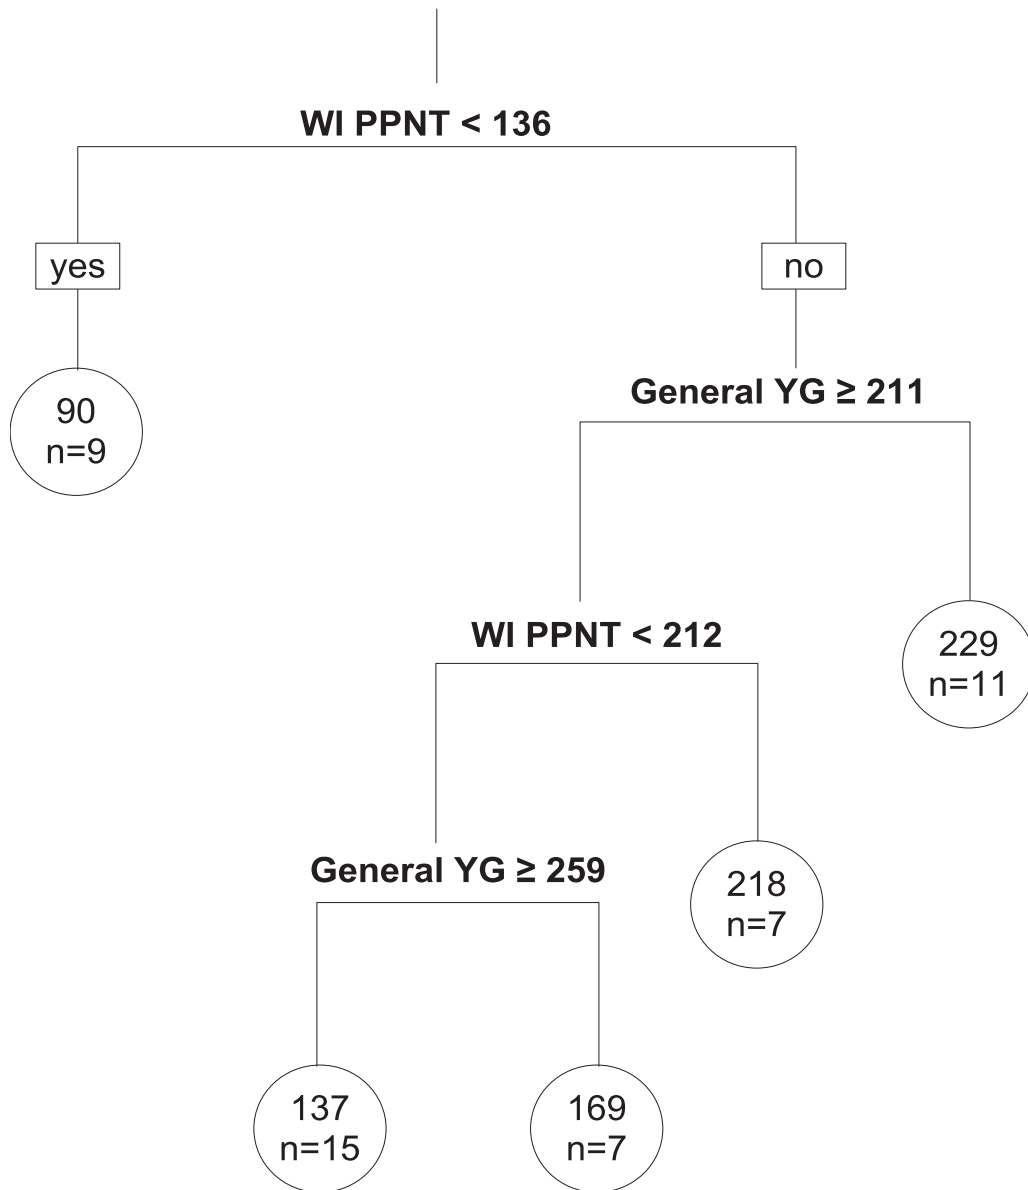 WI PPNT < 136
yes
no
90
n=9
General YG ≥ 211
WI PPNT < 212
229
n=11
General YG ≥ 259
218
n=7
137
n=15
169
n=7